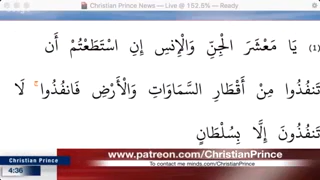 Christian Prince News — Live @ 152.8% — Ready
(1) يَا مَعْشَرَ الْجِنِّ وَالْإِنسِ إِنِ اسْتَطَعْتُمْ أَن
تَنفُذُوا مِنْ أَقْطَارِ السَّمَاوَاتِ وَالْأَرْضِ فَانفُذُوا ۚ لَا
تَنفُذُونَ إِلَّا بِسُلْطَانٍ
Christian Prince
www.patreon.com/ChristianPrince
4:36
To contact me minds.com/ChristianPrince